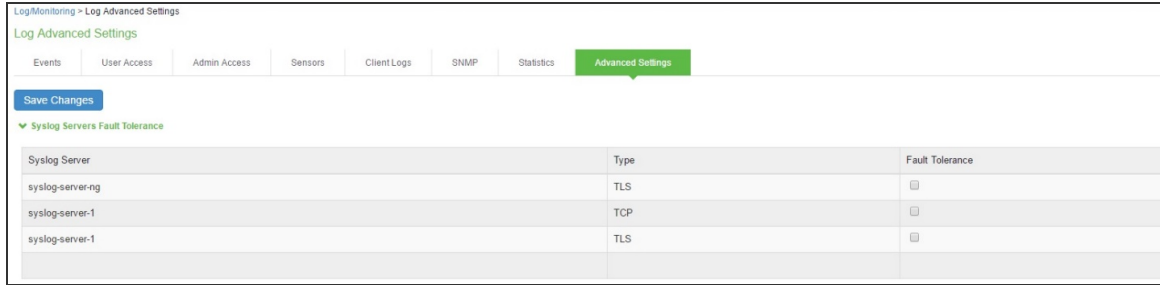 Log/Monitoring > Log Advanced Settings
Log Advanced Settings
Events User Access Admin Access Sensors Client Logs SNMP Statistics Advanced Settings
Save Changes
Syslog Servers Fault Tolerance
Syslog Server Type Fault Tolerance
syslog-server-ng TLS
syslog-server-1 TCP
syslog-server-1 TLS